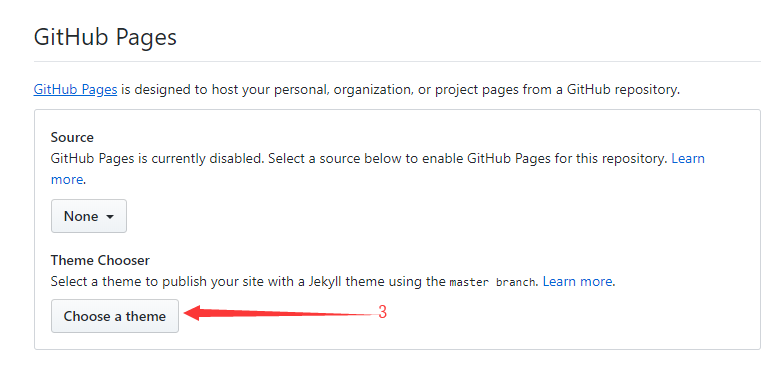 GitHub Pages
GitHub Pages is designed to host your personal, organization, or project pages from a GitHub repository.
Source
GitHub Pages is currently disabled. Select a source below to enable GitHub Pages for this repository. Learn
more.
None
Theme Chooser
Select a theme to publish your site with a Jekyll theme using the master branch. Learn more.
Choose a theme
3